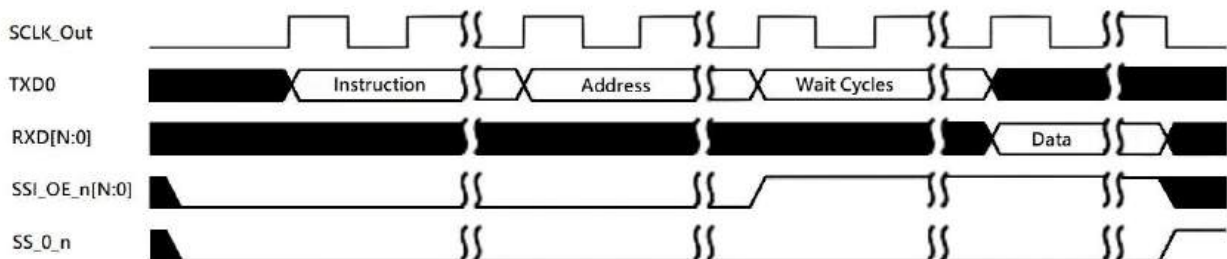 SCLK_Out
TXD0 Instruction Address Wait Cycles
RXD[N:0] Data
SSI_OE_n[N:0]
SS_0_n